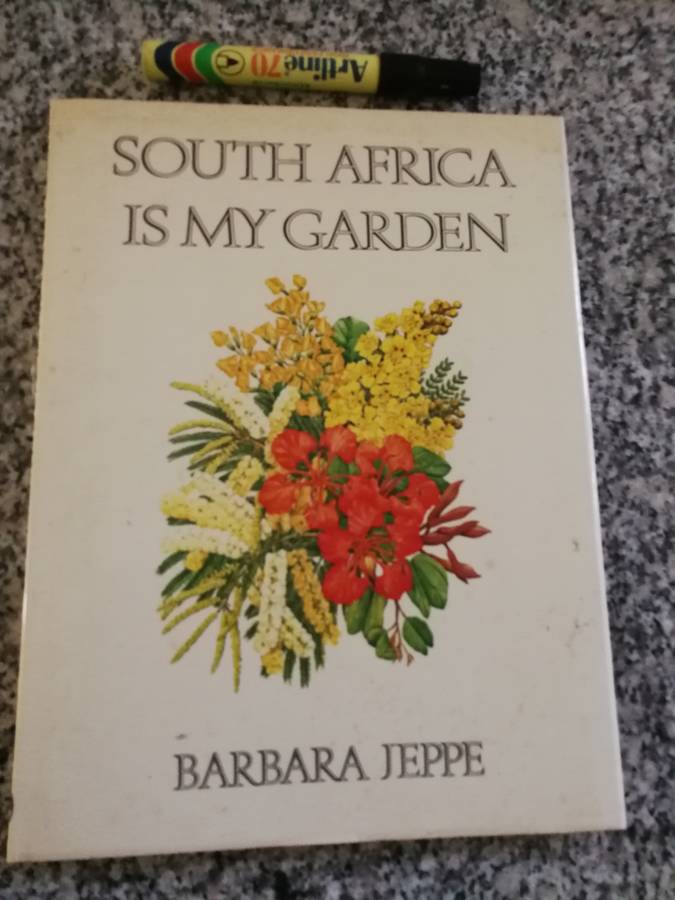 Artline 70
SOUTH AFRICA
IS MY GARDEN
BARBARA JEPPE